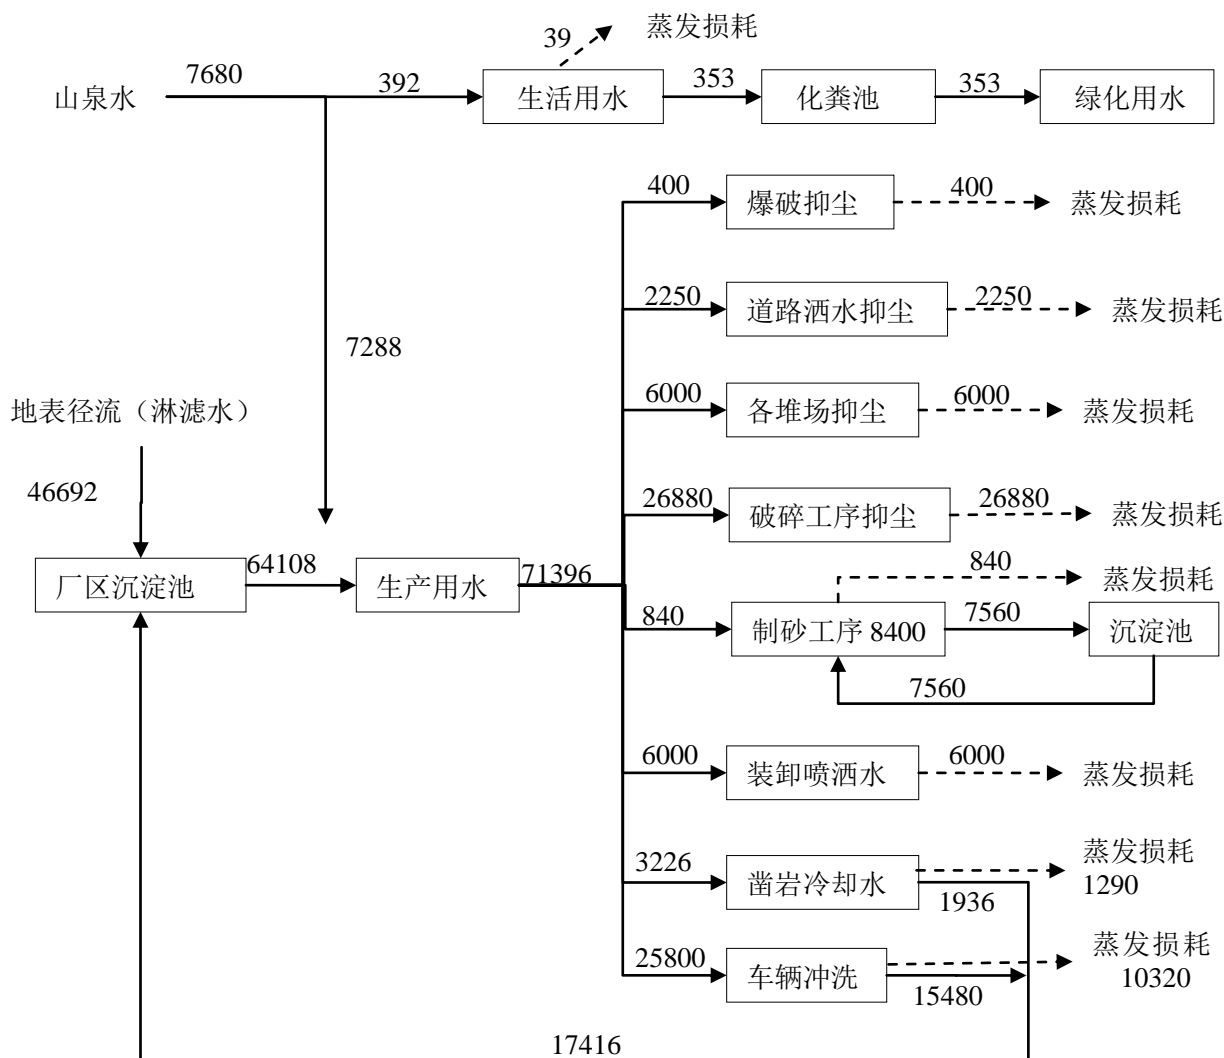 39 蒸发损耗
山泉水 7680 392 生活用水 353 化粪池 353 绿化用水
400 爆破抑尘 400 蒸发损耗
2250 道路洒水抑尘 2250 蒸发损耗
7288
地表径流（淋滤水）
6000 各堆场抑尘 6000 蒸发损耗
46692
26880 破碎工序抑尘 26880 蒸发损耗
厂区沉淀池 64108 生产用水 71396
840 蒸发损耗
840 制砂工序 8400 7560 沉淀池
7560
6000 装卸喷洒水 6000 蒸发损耗
3226 凿岩冷却水 1936 蒸发损耗
1290
25800 车辆冲洗 15480 蒸发损耗
10320
17416